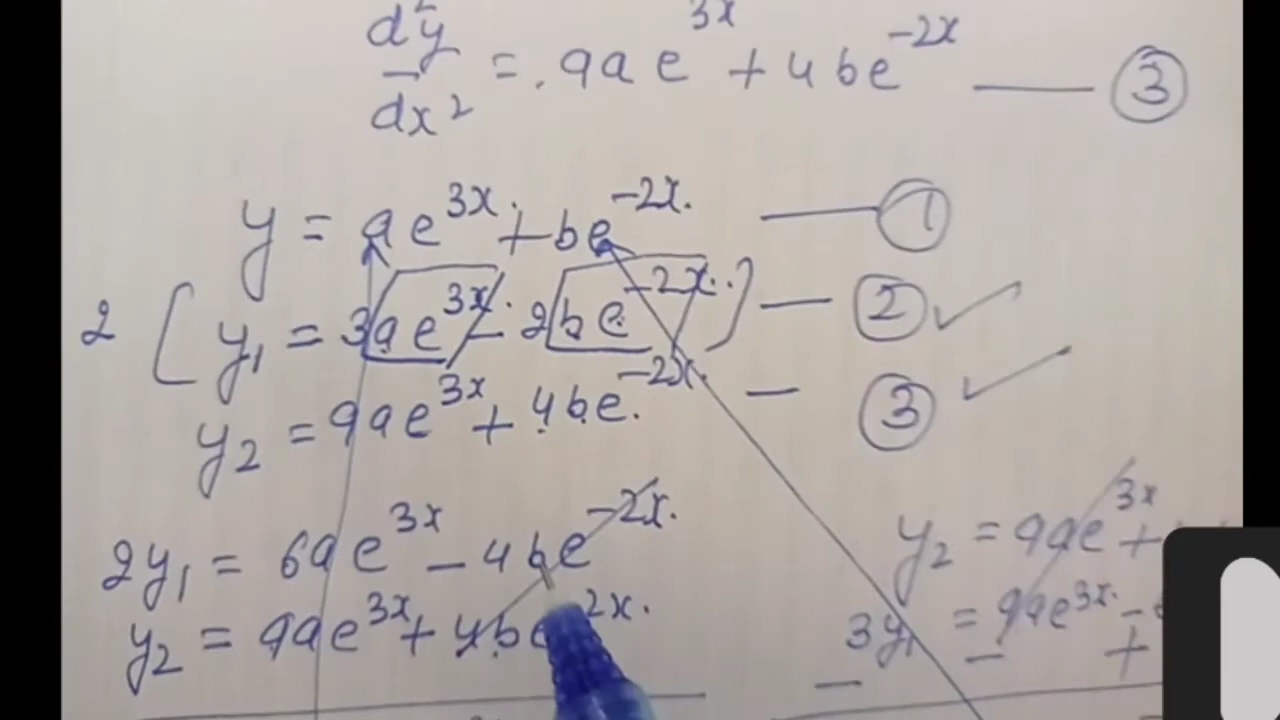 d²y/dx² = 9ae^{3x} + 4be^{-2x} — ③
y = ae^{3x} + be^{-2x} — ①
2 [ y₁ = 3ae^{3x} - 2be^{-2x} ] — ②
y₂ = 9ae^{3x} + 4be^{-2x} — ③
2y₁ = 6ae^{3x} - 4be^{-2x}
y₂ = 9ae^{3x} + 4be^{2x}
y₂ = 9ae^{3x} +
3y₁ = 9ae^{3x} -